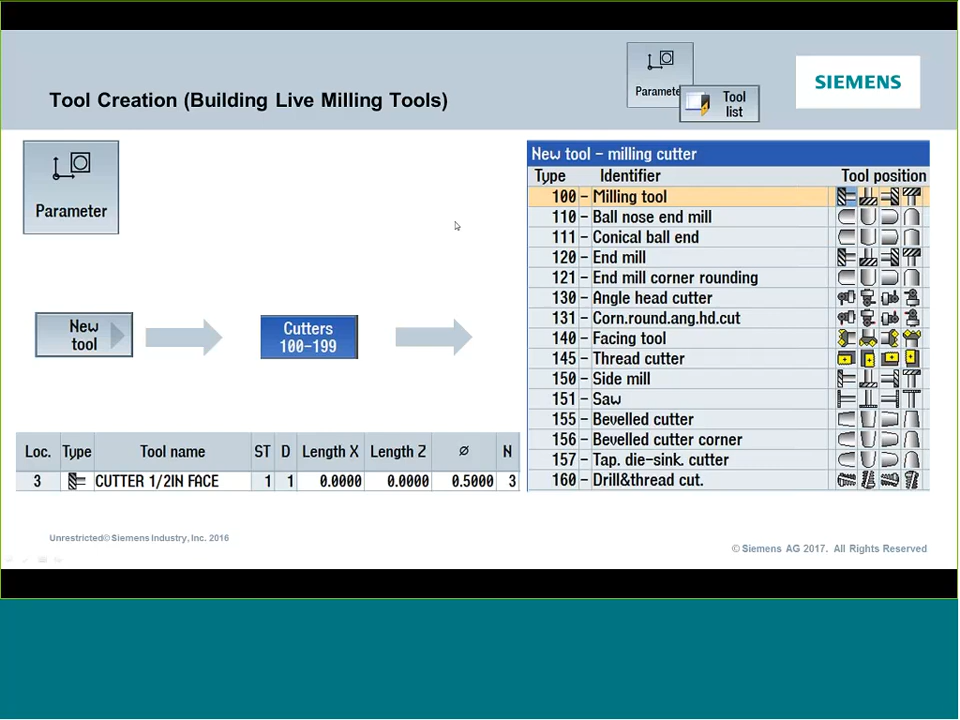 Tool Creation (Building Live Milling Tools)
Paramete
Tool
list
SIEMENS
Parameter
New
tool
Cutters
100-199
New tool - milling cutter
Type Identifier Tool position
100 - Milling tool
110 - Ball nose end mill
111 - Conical ball end
120 - End mill
121 - End mill corner rounding
130 - Angle head cutter
131 - Corn.round.ang.hd.cut
140 - Facing tool
145 - Thread cutter
150 - Side mill
151 - Saw
155 - Bevelled cutter
156 - Bevelled cutter corner
157 - Tap. die-sink. cutter
160 - Drill&thread cut.
Loc. Type Tool name ST D Length X Length Z ⌀ N
3 CUTTER 1/2IN FACE 1 1 0.0000 0.0000 0.5000 3
Unrestricted© Siemens Industry, Inc. 2016
© Siemens AG 2017. All Rights Reserved